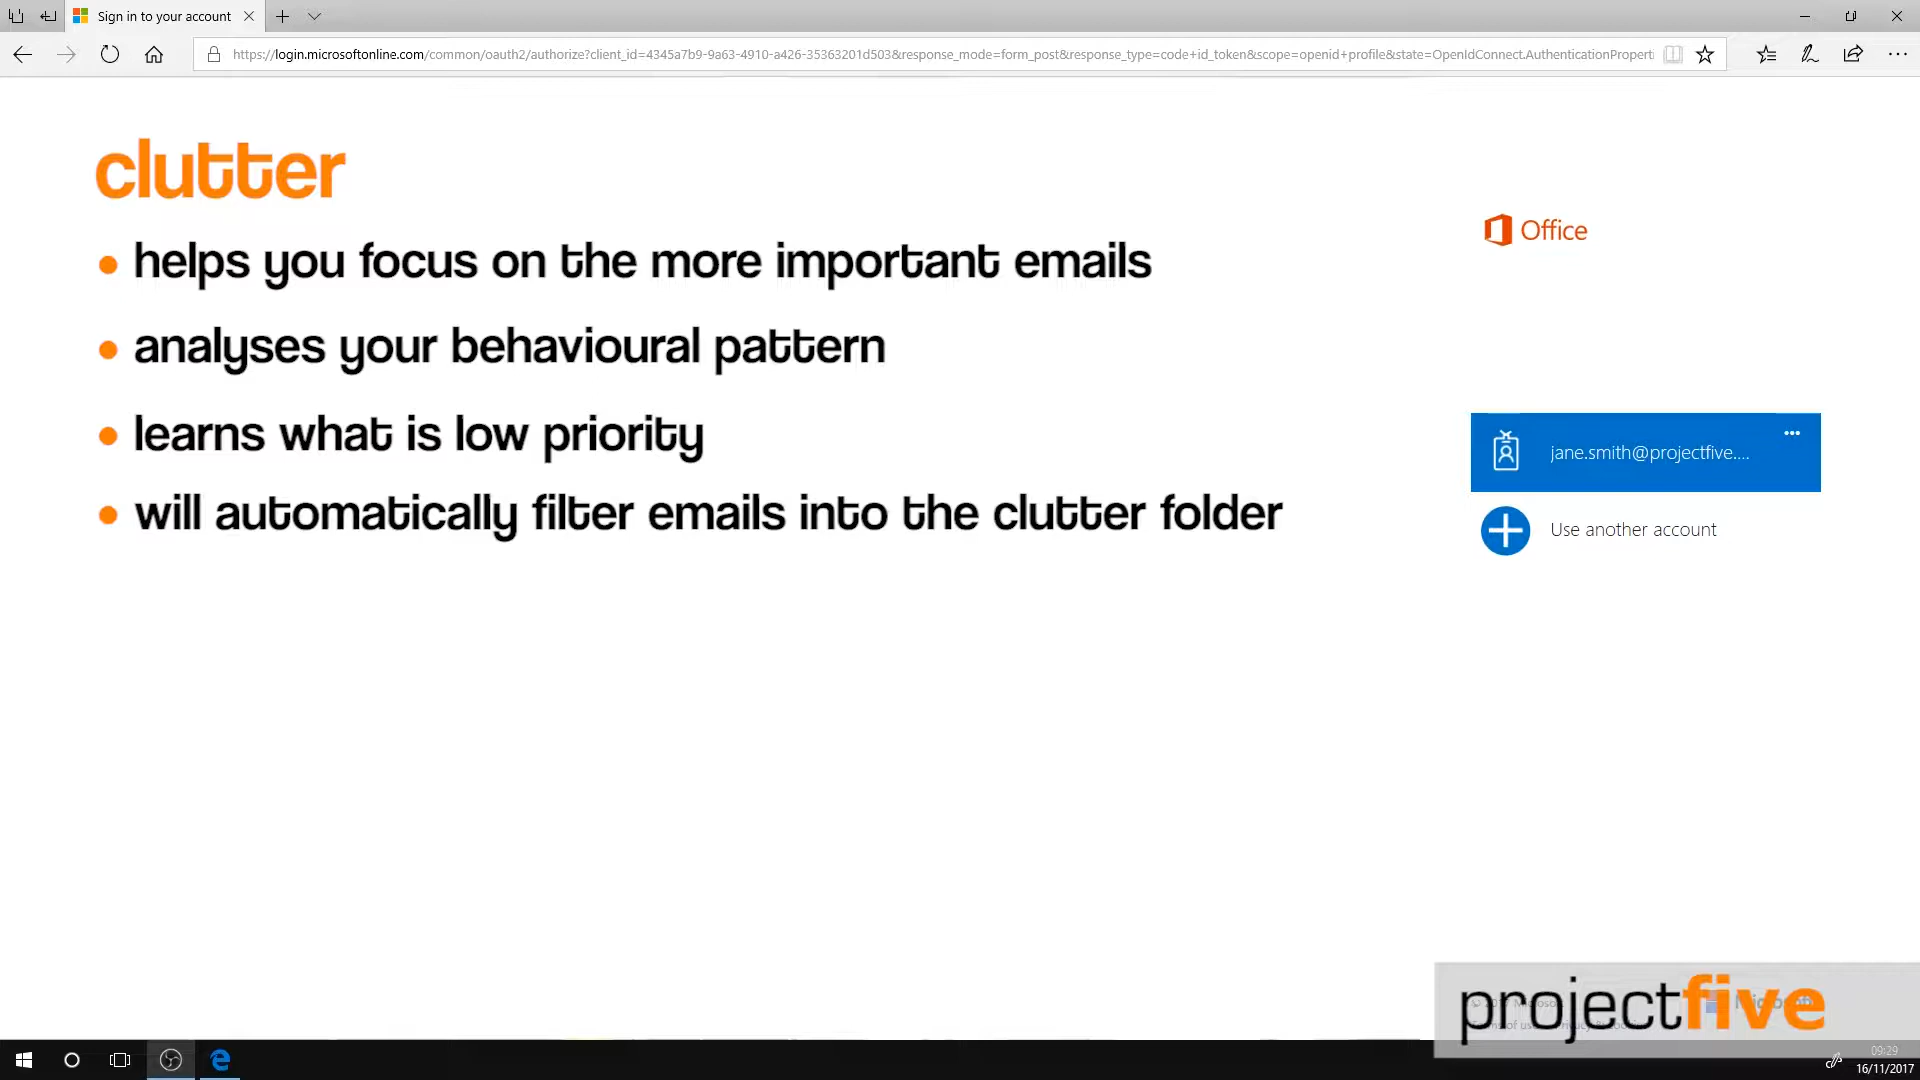 Sign in to your account
https://login.microsoftonline.com/common/oauth2/authorize?client_id=4345a7b9-9a63-4910-a426-35363201d503&response_mode=form_post&response_type=code+id_token&scope=openid+profile&state=OpenIdConnect.AuthenticationPropert
clutter
Office
• helps you focus on the more important emails
• analyses your behavioural pattern
• learns what is low priority
jane.smith@projectfive....
• will automatically filter emails into the clutter folder
Use another account
projectfive
09:29
16/11/2017